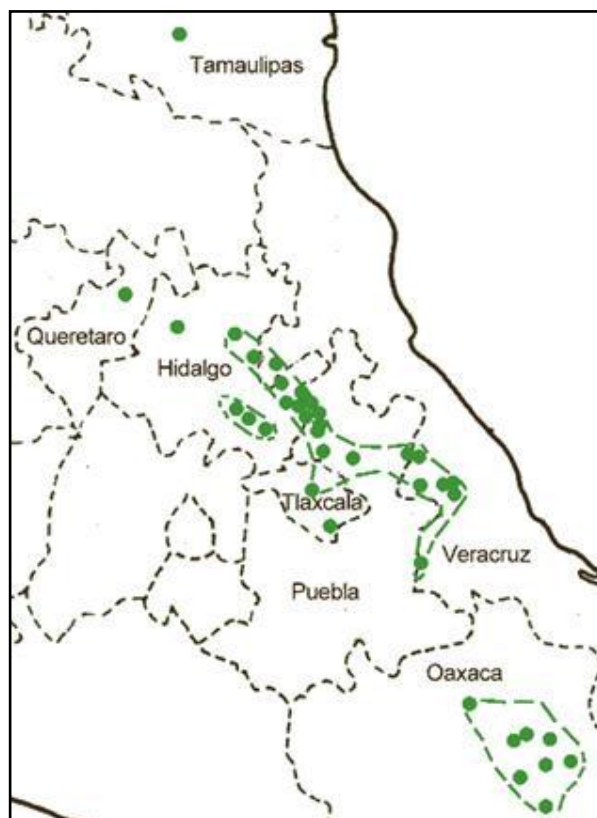 Tamaulipas
Queretaro
Hidalgo
Tlaxcala
Veracruz
Puebla
Oaxaca